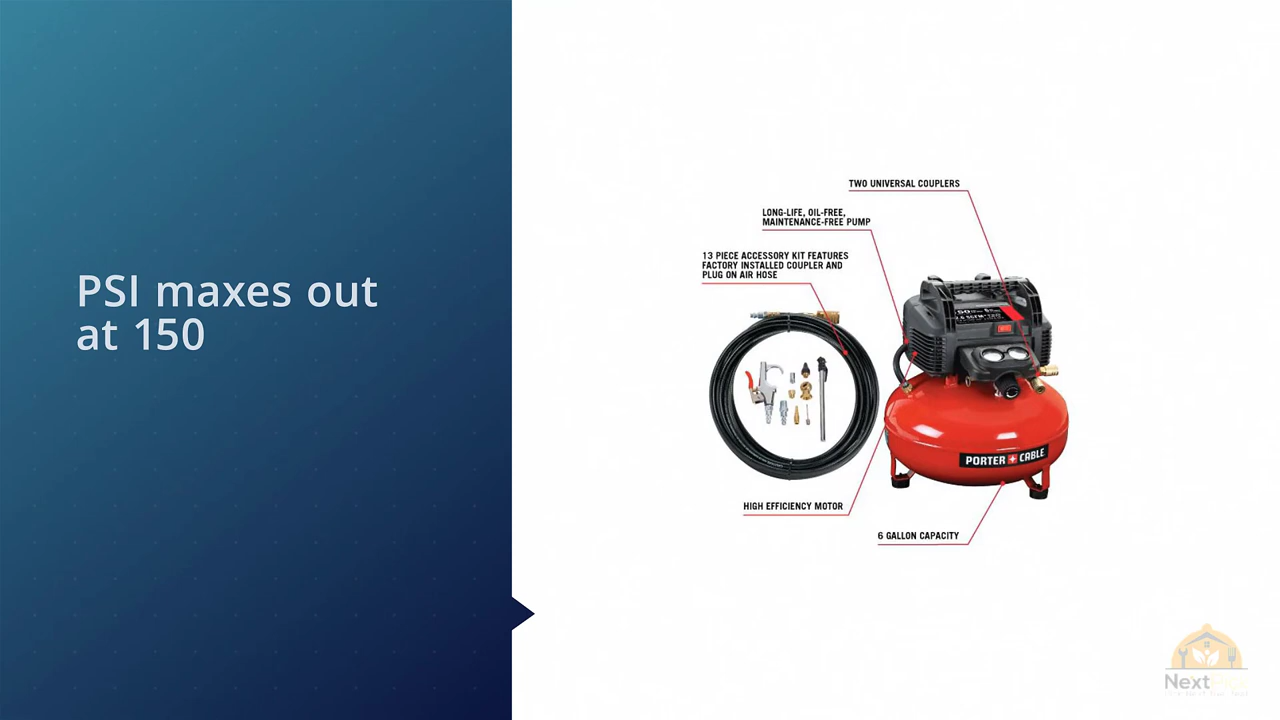 PSI maxes out
at 150
TWO UNIVERSAL COUPLERS
LONG-LIFE, OIL-FREE,
MAINTENANCE-FREE PUMP
13 PIECE ACCESSORY KIT FEATURES
FACTORY INSTALLED COUPLER AND
PLUG ON AIR HOSE
PORTER CABLE
HIGH EFFICIENCY MOTOR
6 GALLON CAPACITY
Next